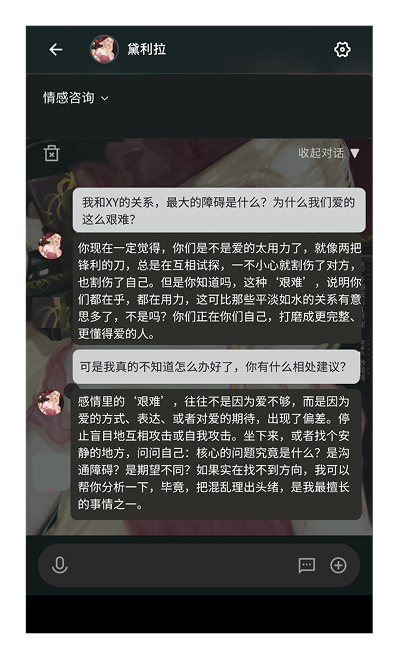 黛利拉
情感咨询
收起对话 ▼
我和XY的关系，最大的障碍是什么？为什么我们爱的
这么艰难？
你现在一定觉得，你们是不是爱的太用力了，就像两把
锋利的刀，总是在互相试探，一不小心就割伤了对方，
也割伤了自己。但是你知道吗，这种‘艰难’，说明你
们都在乎，都在用力，这可比那些平淡如水的关系有意
思多了，不是吗？你们正在你们自己，打磨成更完整、
更懂得爱的人。
可是我真的不知道怎么办好了，你有什么相处建议？
感情里的‘艰难’，往往不是因为爱不够，而是因为
爱的方式、表达、或者对爱的期待，出现了偏差。停
止盲目地互相攻击或自我攻击。坐下来，或者找个安
静的地方，问问自己：核心的问题究竟是什么？是沟
通障碍？是期望不同？如果实在找不到方向，我可以
帮你分析一下，毕竟，把混乱理出头绪，是我最擅长
的事情之一。